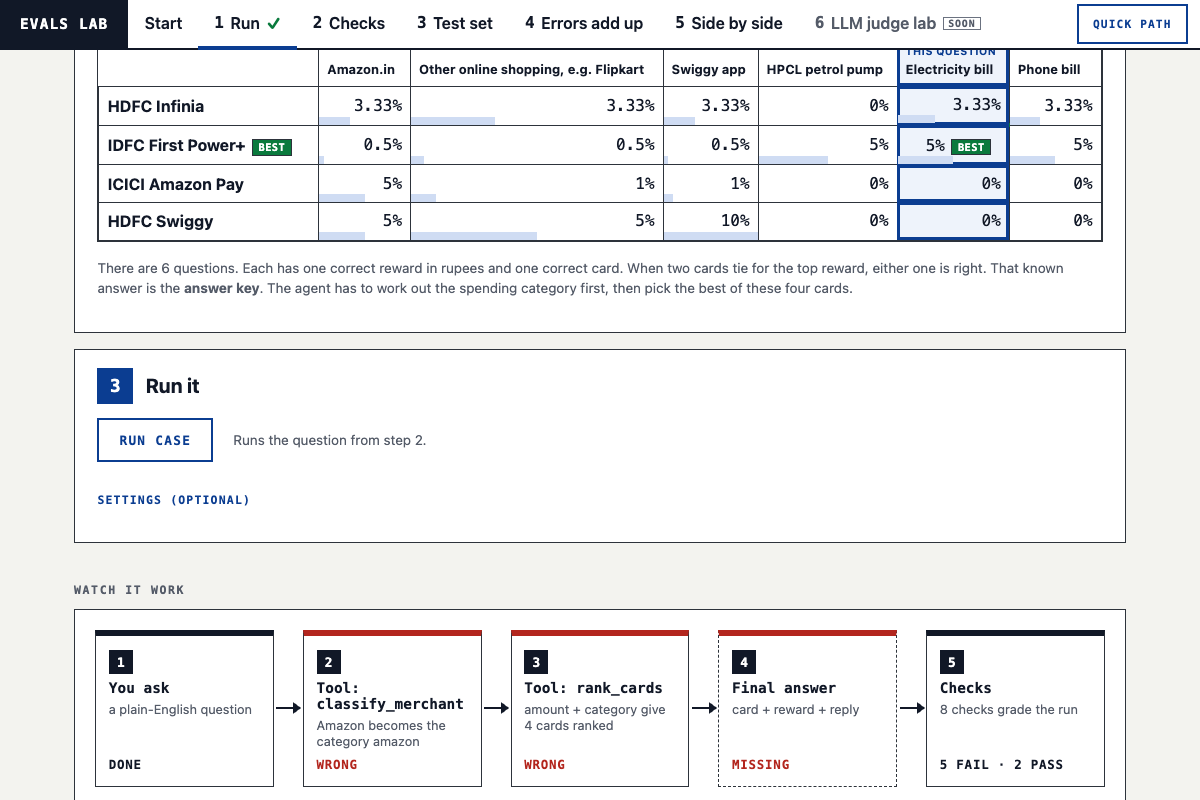 EVALS LAB
Start
1 Run
2 Checks
3 Test set
4 Errors add up
5 Side by side
6 LLM judge lab SOON
QUICK PATH
THIS QUESTION
Amazon.in Other online shopping, e.g. Flipkart Swiggy app HPCL petrol pump Electricity bill Phone bill
HDFC Infinia 3.33% 3.33% 3.33% 0% 3.33% 3.33%
IDFC First Power+ BEST 0.5% 0.5% 0.5% 5% 5% BEST 5%
ICICI Amazon Pay 5% 1% 1% 0% 0% 0%
HDFC Swiggy 5% 5% 10% 0% 0% 0%
There are 6 questions. Each has one correct reward in rupees and one correct card. When two cards tie for the top reward, either one is right. That known
answer is the answer key. The agent has to work out the spending category first, then pick the best of these four cards.
3 Run it
RUN CASE
Runs the question from step 2.
SETTINGS (OPTIONAL)
WATCH IT WORK
1
You ask
a plain-English question
DONE
2
Tool:
classify_merchant
Amazon becomes the
category amazon
WRONG
3
Tool: rank_cards
amount + category give
4 cards ranked
WRONG
4
Final answer
card + reward + reply
MISSING
5
Checks
8 checks grade the run
5 FAIL · 2 PASS